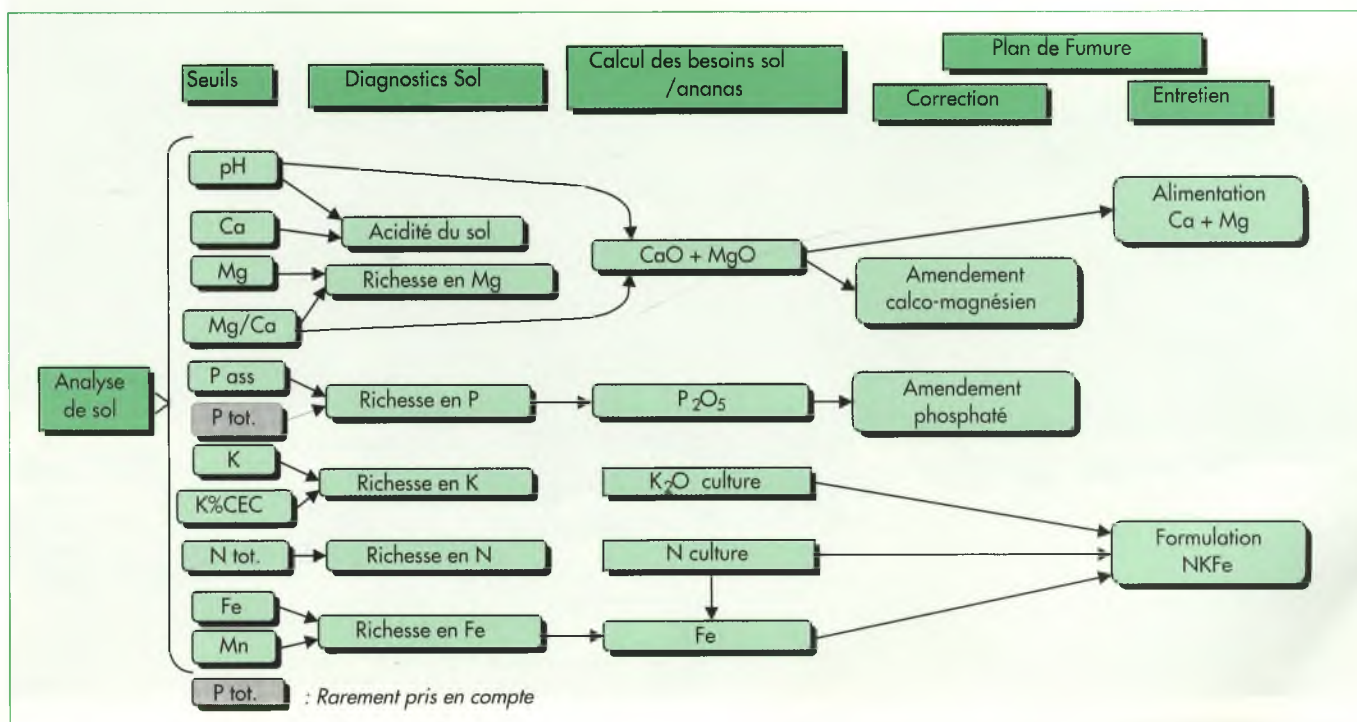 Plan de Fumure
Seuils
Diagnostics Sol
Calcul des besoins sol
/ananas
Correction
Entretien
pH
Ca
Acidité du sol
Mg
Richesse en Mg
Mg/Ca
CaO + MgO
Alimentation
Ca + Mg
Amendement
calco-magnésien
Analyse
de sol
P ass
P tot.
Richesse en P
P₂O₅
Amendement
phosphaté
K
K%CEC
Richesse en K
K₂O culture
N tot.
Richesse en N
N culture
Formulation
NKFe
Fe
Mn
Richesse en Fe
Fe
P tot. : Rarement pris en compte